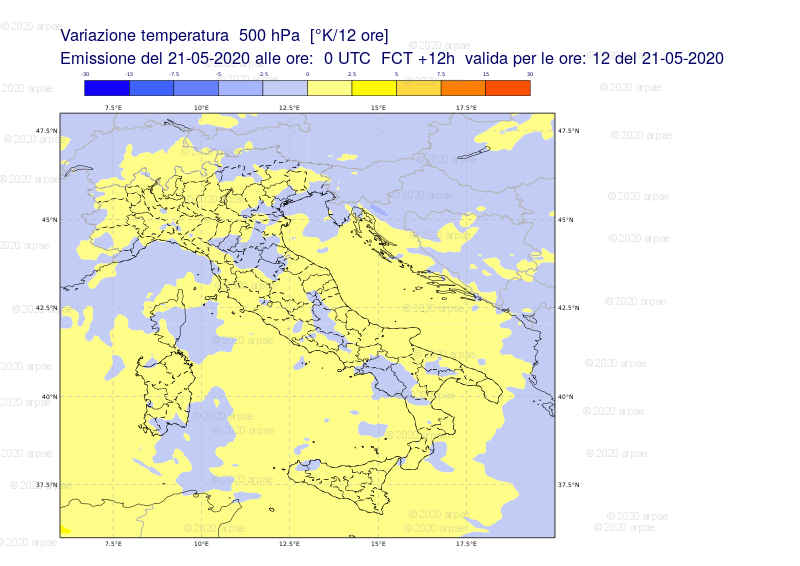 Variazione temperatura 500 hPa [°K/12 ore]
Emissione del 21-05-2020 alle ore: 0 UTC FCT +12h valida per le ore: 12 del 21-05-2020
-30 -15 -7.5 -5 -2.5 0 2.5 5 7.5 15 30
7.5°E 10°E 12.5°E 15°E 17.5°E
47.5°N 47.5°N
45°N 45°N
42.5°N 42.5°N
40°N 40°N
37.5°N 37.5°N
7.5°E 10°E 12.5°E 15°E 17.5°E
©2020 arpae